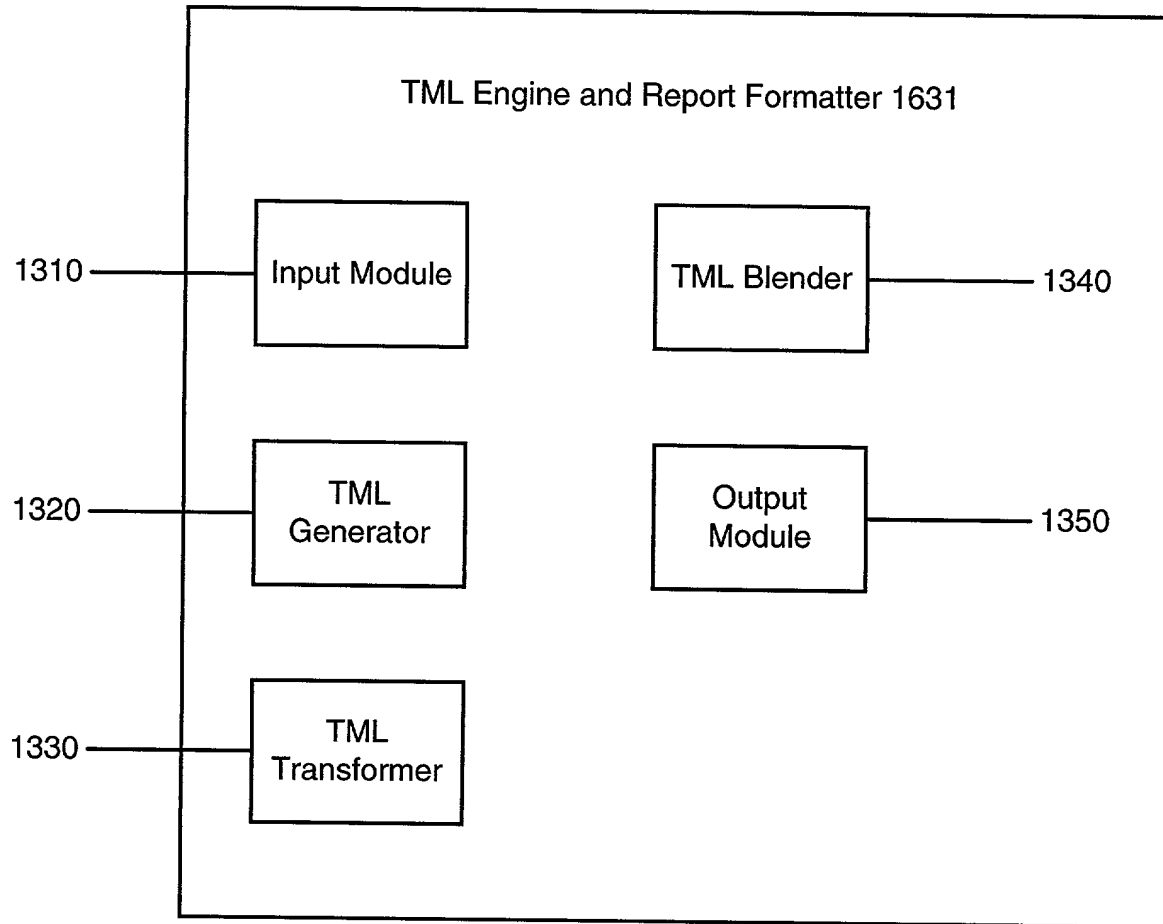 TML Engine and Report Formatter 1631
1310
Input Module
TML Blender
1340
1320
TML
Generator
Output
Module
1350
1330
TML
Transformer